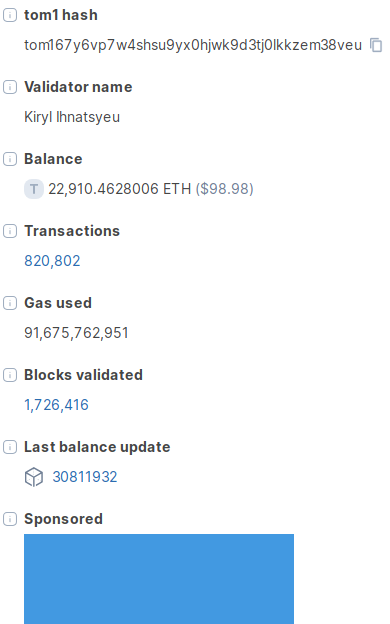 tom1 hash
tom167y6vp7w4shsu9yx0hjwk9d3tj0lkkzem38veu
Validator name
Kiryl Ihnatsyeu
Balance
T 22,910.4628006 ETH ($98.98)
Transactions
820,802
Gas used
91,675,762,951
Blocks validated
1,726,416
Last balance update
30811932
Sponsored